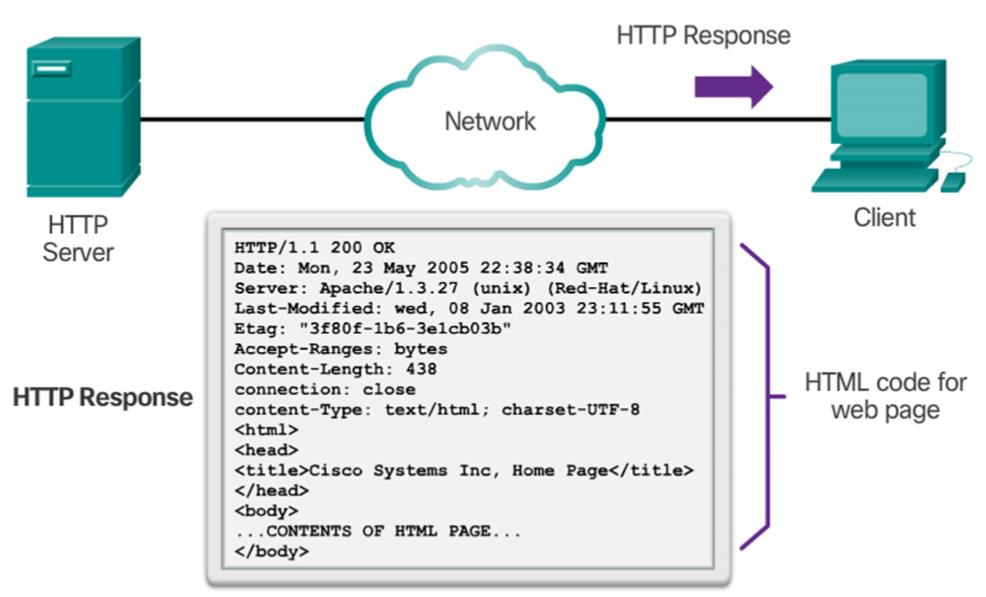 HTTP Response
Network
HTTP
Server
Client
HTTP Response
HTTP/1.1 200 OK
Date: Mon, 23 May 2005 22:38:34 GMT
Server: Apache/1.3.27 (unix) (Red-Hat/Linux)
Last-Modified: wed, 08 Jan 2003 23:11:55 GMT
Etag: "3f80f-1b6-3e1cb03b"
Accept-Ranges: bytes
Content-Length: 438
connection: close
content-Type: text/html; charset-UTF-8
<html>
<head>
<title>Cisco Systems Inc, Home Page</title>
</head>
<body>
...CONTENTS OF HTML PAGE...
</body>
HTML code for
web page